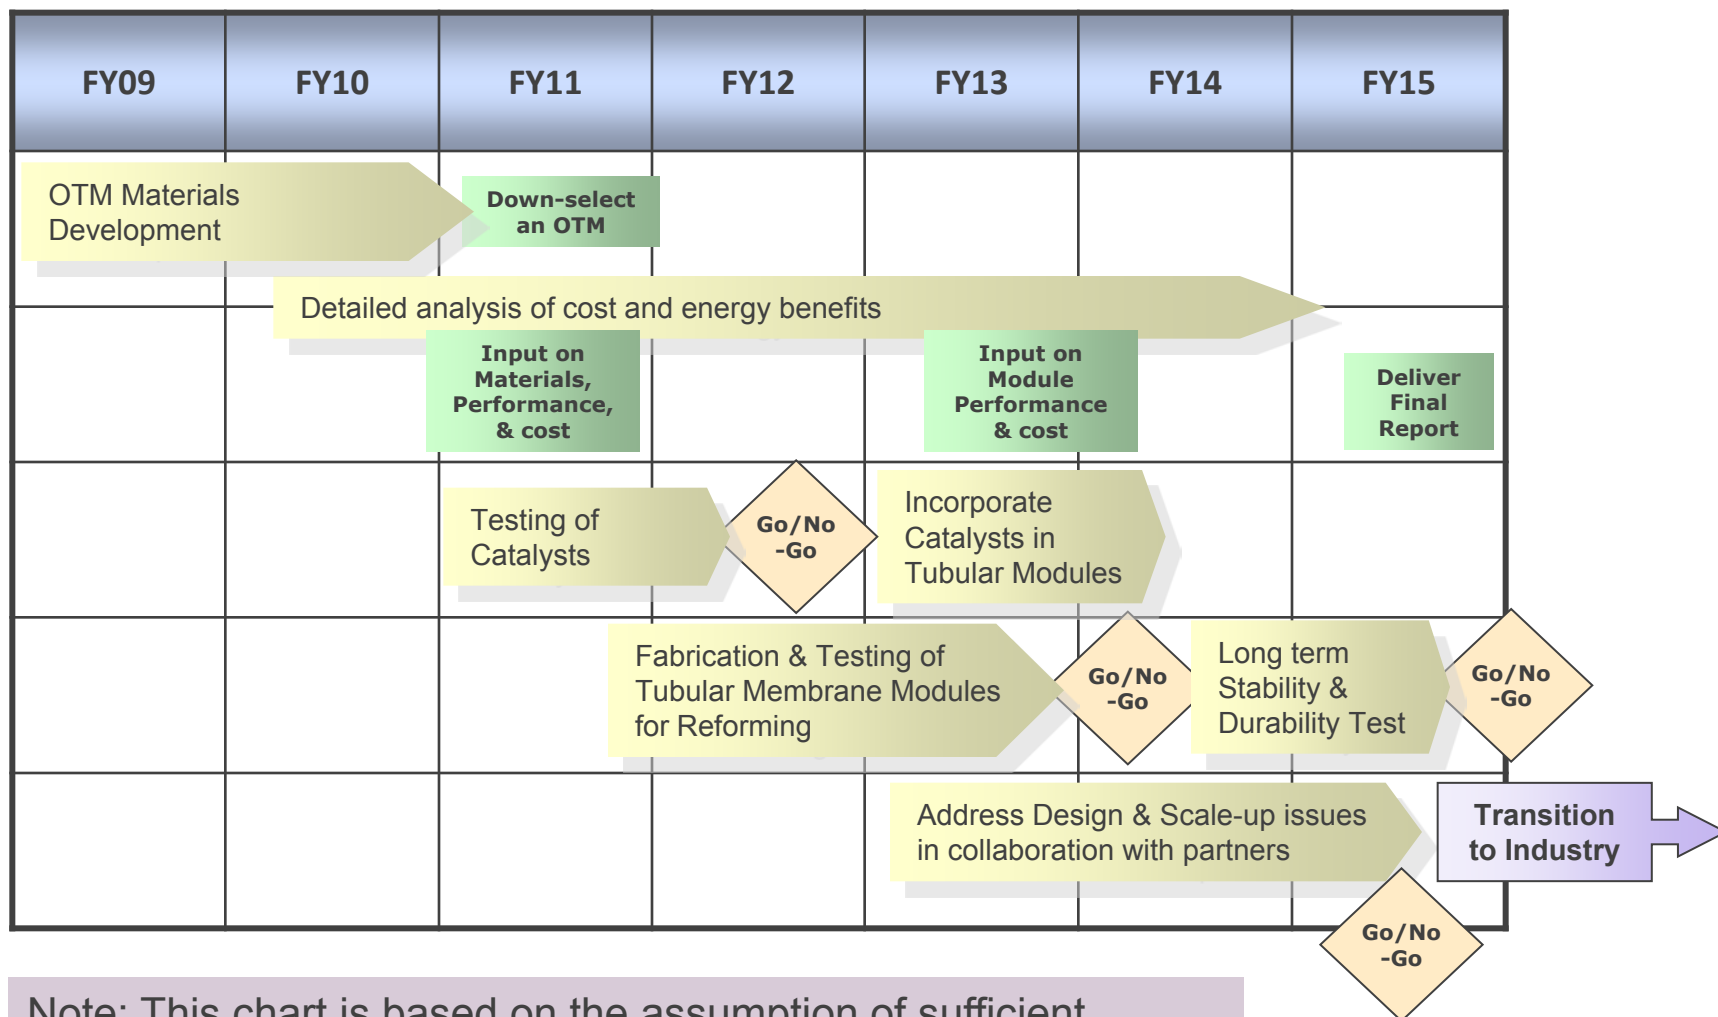 FY09
FY10
FY11
FY12
FY13
FY14
FY15
OTM Materials
Development
Down-select
an OTM
Detailed analysis of cost and energy benefits
Input on
Materials,
Performance,
& cost
Input on
Module
Performance
& cost
Deliver
Final
Report
Testing of
Catalysts
Go/No
-Go
Incorporate
Catalysts in
Tubular Modules
Fabrication & Testing of
Tubular Membrane Modules
for Reforming
Go/No
-Go
Long term
Stability &
Durability Test
Go/No
-Go
Address Design & Scale-up issues
in collaboration with partners
Transition
to Industry
Go/No
-Go
Note: This chart is based on the assumption of sufficient